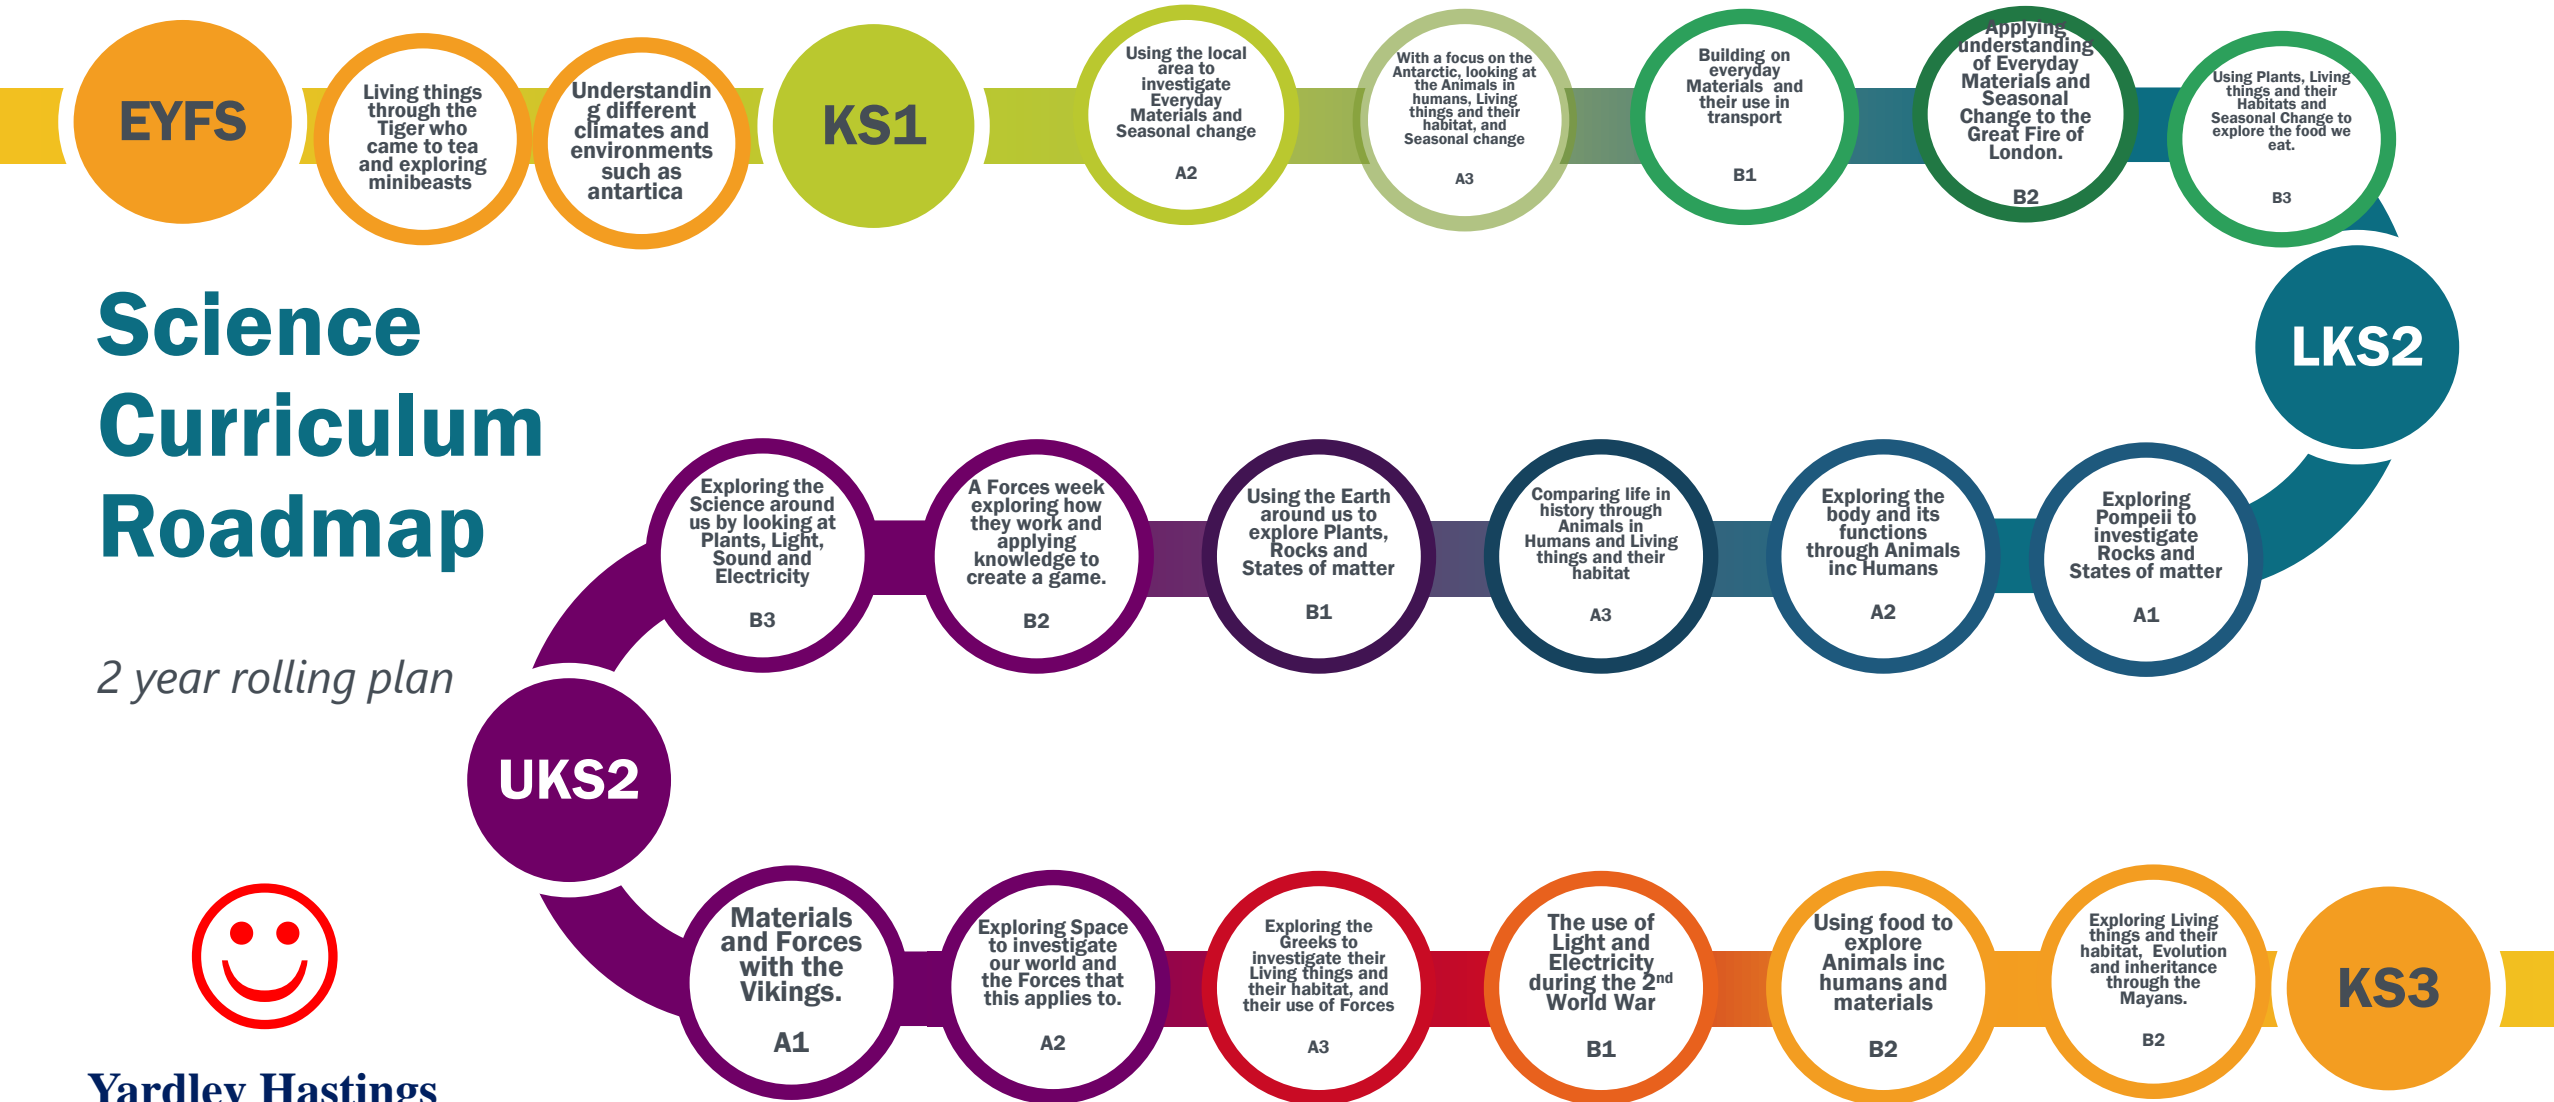 EYFS
Living things
through the
Tiger who
came to tea
and exploring
minibeasts
Understandin
g different
climates and
environments
such as
antartica
KS1
Using the local
area to
investigate
Everyday
Materials and
Seasonal change
A2
With a focus on the
Antarctic, looking at
the Animals in
humans, Living
things and their
habitat, and
Seasonal change
A3
Building on
everyday
Materials and
their use in
transport
B1
Applying
understanding
of Everyday
Materials and
Seasonal
Change to the
Great Fire of
London.
B2
Using Plants, Living
things and their
Habitats and
Seasonal Change to
explore the food we
eat.
B3
LKS2
Science
Curriculum
Roadmap
2 year rolling plan
Exploring the
Science around
us by looking at
Plants, Light,
Sound and
Electricity
B3
A Forces week
exploring how
they work and
applying
knowledge to
create a game.
B2
Using the Earth
around us to
explore Plants,
Rocks and
States of matter
B1
Comparing life in
history through
Animals in
Humans and Living
things and their
habitat
A3
Exploring the
body and its
functions
through Animals
inc Humans
A2
Exploring
Pompeii to
investigate
Rocks and
States of matter
A1
UKS2
Materials
and Forces
with the
Vikings.
A1
Exploring Space
to investigate
our world and
the Forces that
this applies to.
A2
Exploring the
Greeks to
investigate their
Living things and
their habitat, and
their use of Forces
A3
The use of
Light and
Electricity
during the 2nd
World War
B1
Using food to
explore
Animals inc
humans and
materials
B2
Exploring Living
things and their
habitat, Evolution
and inheritance
through the
Mayans.
B2
KS3
Yardley Hastings